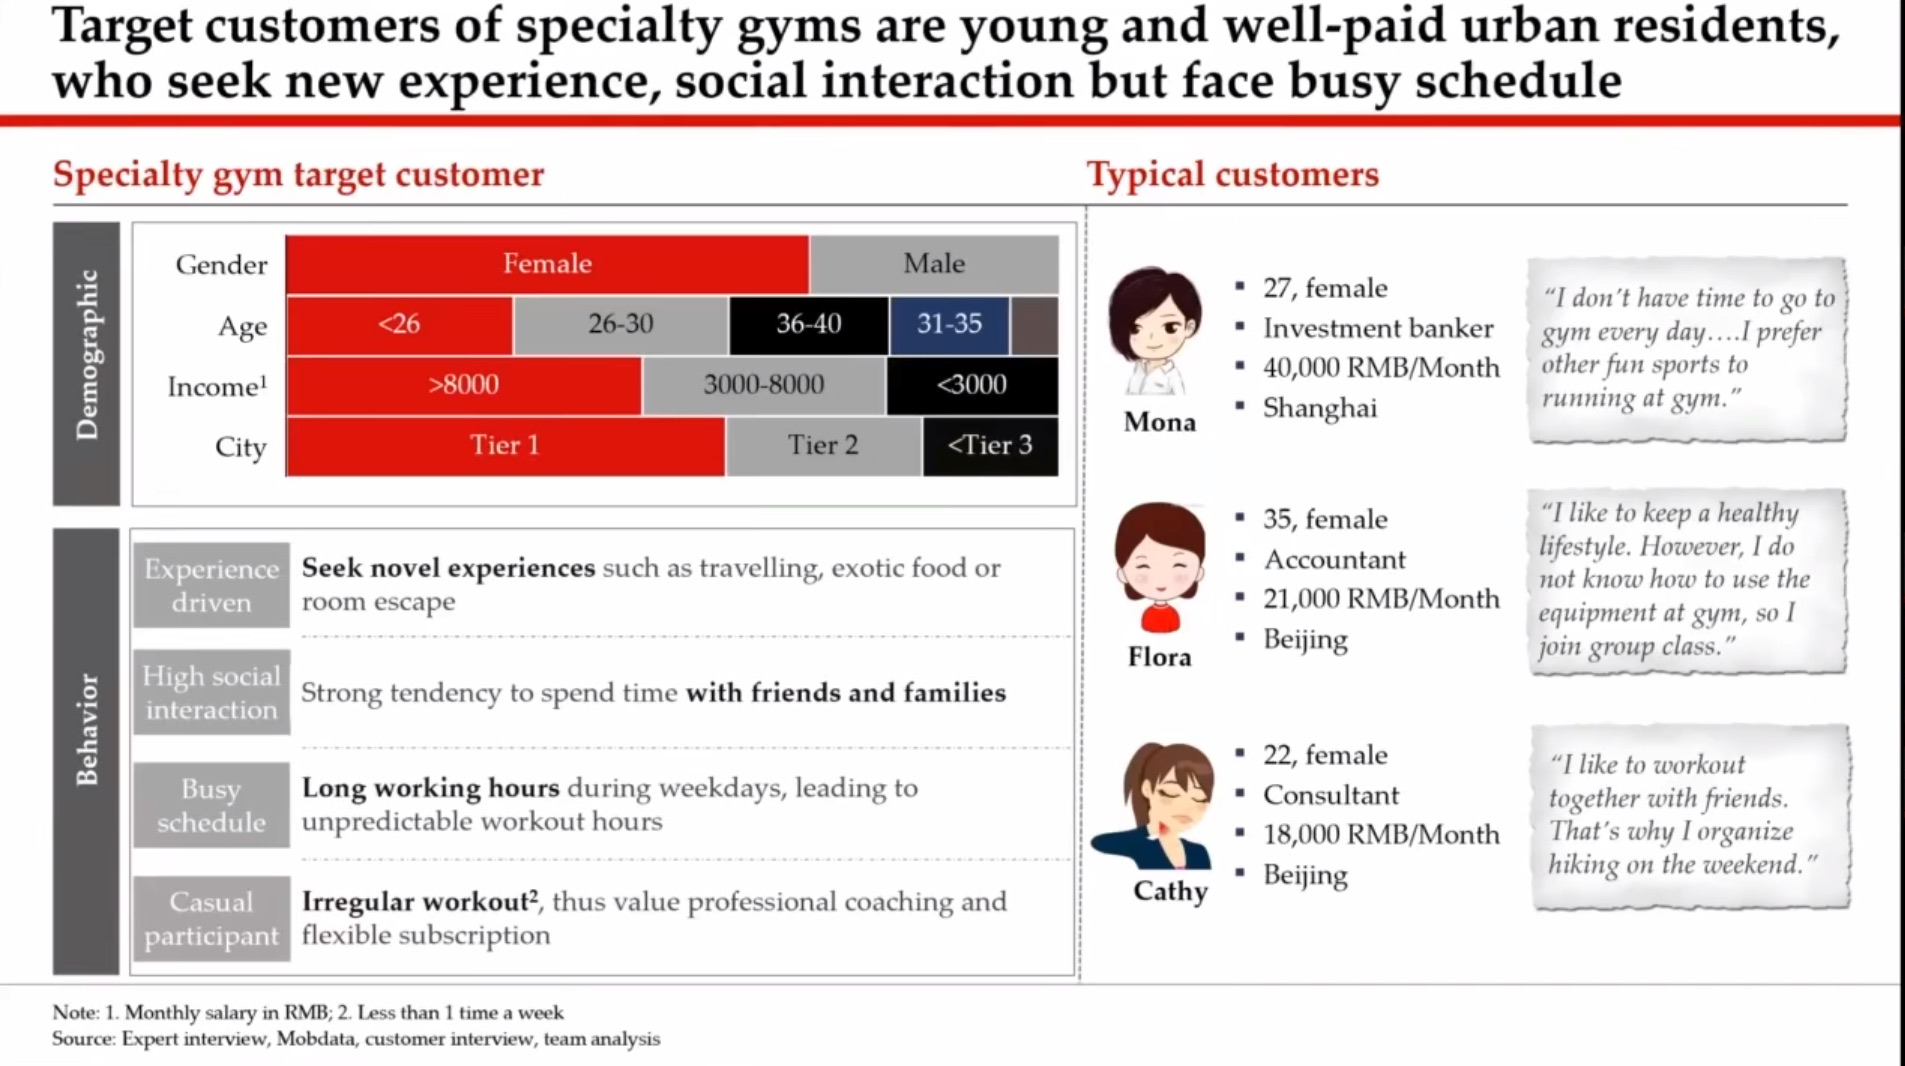 Target customers of specialty gyms are young and well-paid urban residents,
who seek new experience, social interaction but face busy schedule
Specialty gym target customer
Demographic
Gender
Female
Male
Age
<26
26-30
36-40
31-35
Income¹
>8000
3000-8000
<3000
City
Tier 1
Tier 2
<Tier 3
Behavior
Experience
driven
Seek novel experiences such as travelling, exotic food or
room escape
High social
interaction
Strong tendency to spend time with friends and families
Busy
schedule
Long working hours during weekdays, leading to
unpredictable workout hours
Casual
participant
Irregular workout², thus value professional coaching and
flexible subscription
Typical customers
Mona
▪ 27, female
▪ Investment banker
▪ 40,000 RMB/Month
▪ Shanghai
“I don’t have time to go to
gym every day….I prefer
other fun sports to
running at gym.”
Flora
▪ 35, female
▪ Accountant
▪ 21,000 RMB/Month
▪ Beijing
“I like to keep a healthy
lifestyle. However, I do
not know how to use the
equipment at gym, so I
join group class.”
Cathy
▪ 22, female
▪ Consultant
▪ 18,000 RMB/Month
▪ Beijing
“I like to workout
together with friends.
That’s why I organize
hiking on the weekend.”
Note: 1. Monthly salary in RMB; 2. Less than 1 time a week
Source: Expert interview, Mobdata, customer interview, team analysis